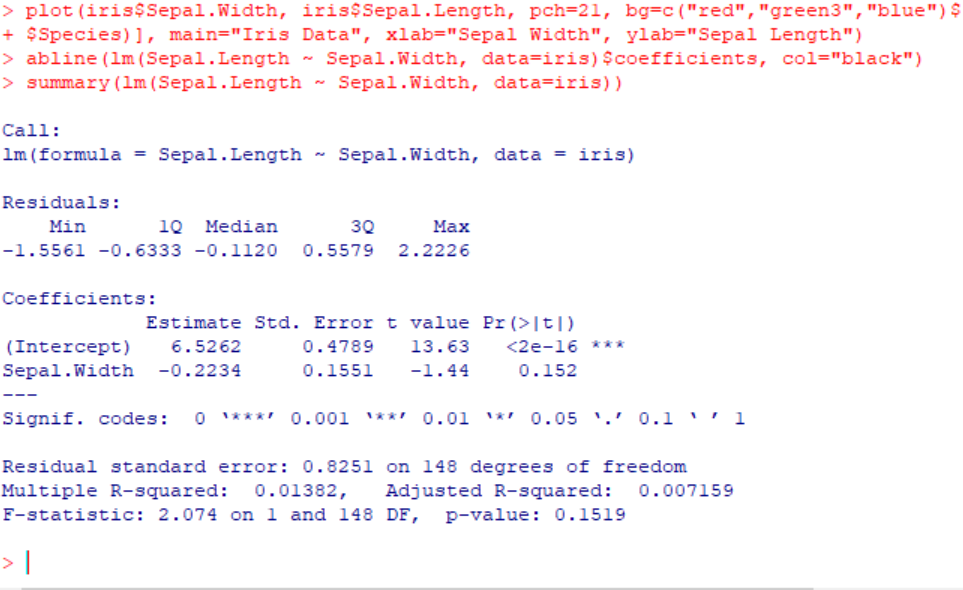 > plot(iris$Sepal.Width, iris$Sepal.Length, pch=21, bg=c("red","green3","blue")$
+ $Species)], main="Iris Data", xlab="Sepal Width", ylab="Sepal Length")
> abline(lm(Sepal.Length ~ Sepal.Width, data=iris)$coefficients, col="black")
> summary(lm(Sepal.Length ~ Sepal.Width, data=iris))
Call:
lm(formula = Sepal.Length ~ Sepal.Width, data = iris)
Residuals:
    Min      1Q  Median      3Q     Max
-1.5561 -0.6333 -0.1120  0.5579  2.2226
Coefficients:
            Estimate Std. Error t value Pr(>|t|)
(Intercept)   6.5262     0.4789   13.63   <2e-16 ***
Sepal.Width  -0.2234     0.1551   -1.44    0.152
---
Signif. codes:  0 ‘***’ 0.001 ‘**’ 0.01 ‘*’ 0.05 ‘.’ 0.1 ‘ ’ 1
Residual standard error: 0.8251 on 148 degrees of freedom
Multiple R-squared:  0.01382,   Adjusted R-squared:  0.007159
F-statistic: 2.074 on 1 and 148 DF,  p-value: 0.1519
>